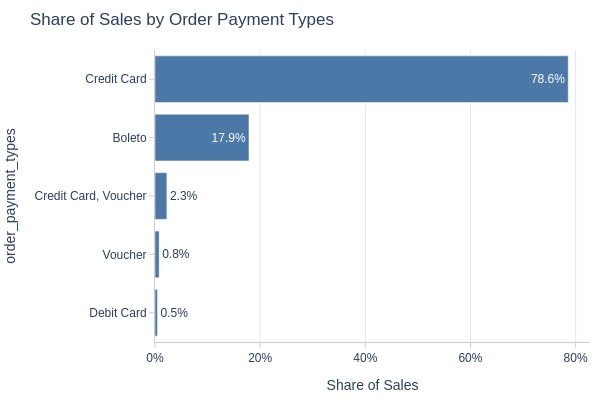 Share of Sales by Order Payment Types
order_payment_types
Credit Card
78.6%
Boleto
17.9%
Credit Card, Voucher
2.3%
Voucher
0.8%
Debit Card
0.5%
0%
20%
40%
60%
80%
Share of Sales